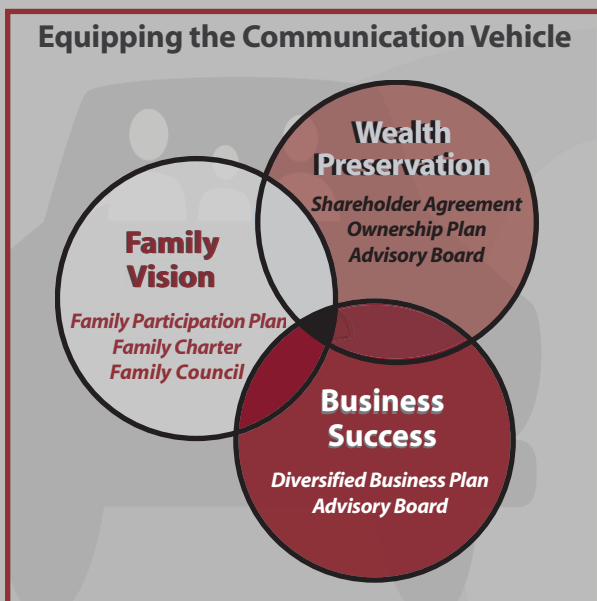 Equipping the Communication Vehicle
Wealth
Preservation
Shareholder Agreement
Ownership Plan
Advisory Board
Family
Vision
Family Participation Plan
Family Charter
Family Council
Business
Success
Diversified Business Plan
Advisory Board